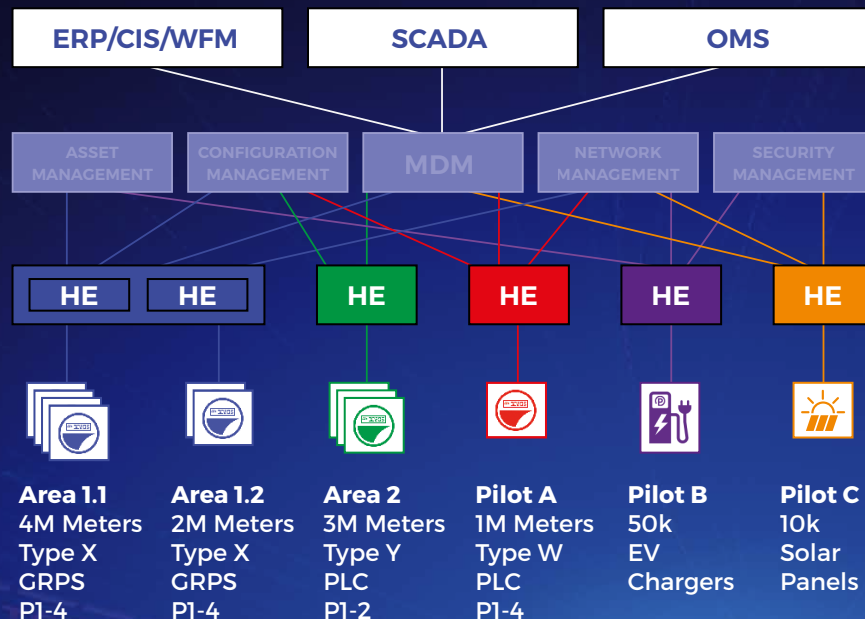 ERP/CIS/WFM
SCADA
OMS
ASSET
MANAGEMENT
CONFIGURATION
MANAGEMENT
MDM
NETWORK
MANAGEMENT
SECURITY
MANAGEMENT
HE
HE
HE
HE
HE
HE
Area 1.1
4M Meters
Type X
GRPS
P1-4
Area 1.2
2M Meters
Type X
GRPS
P1-4
Area 2
3M Meters
Type Y
PLC
P1-2
Pilot A
1M Meters
Type W
PLC
P1-4
Pilot B
50k
EV
Chargers
Pilot C
10k
Solar
Panels